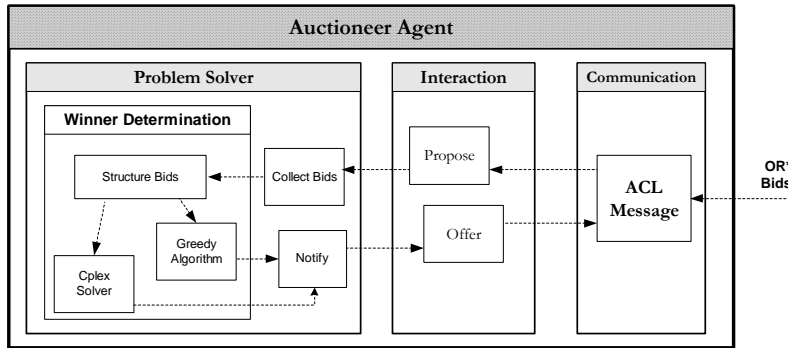 Auctioneer Agent
Problem Solver
Interaction
Communication
Winner Determination
Structure Bids
Collect Bids
Propose
ACL
Message
OR*
Bids
Greedy
Algorithm
Notify
Offer
Cplex
Solver